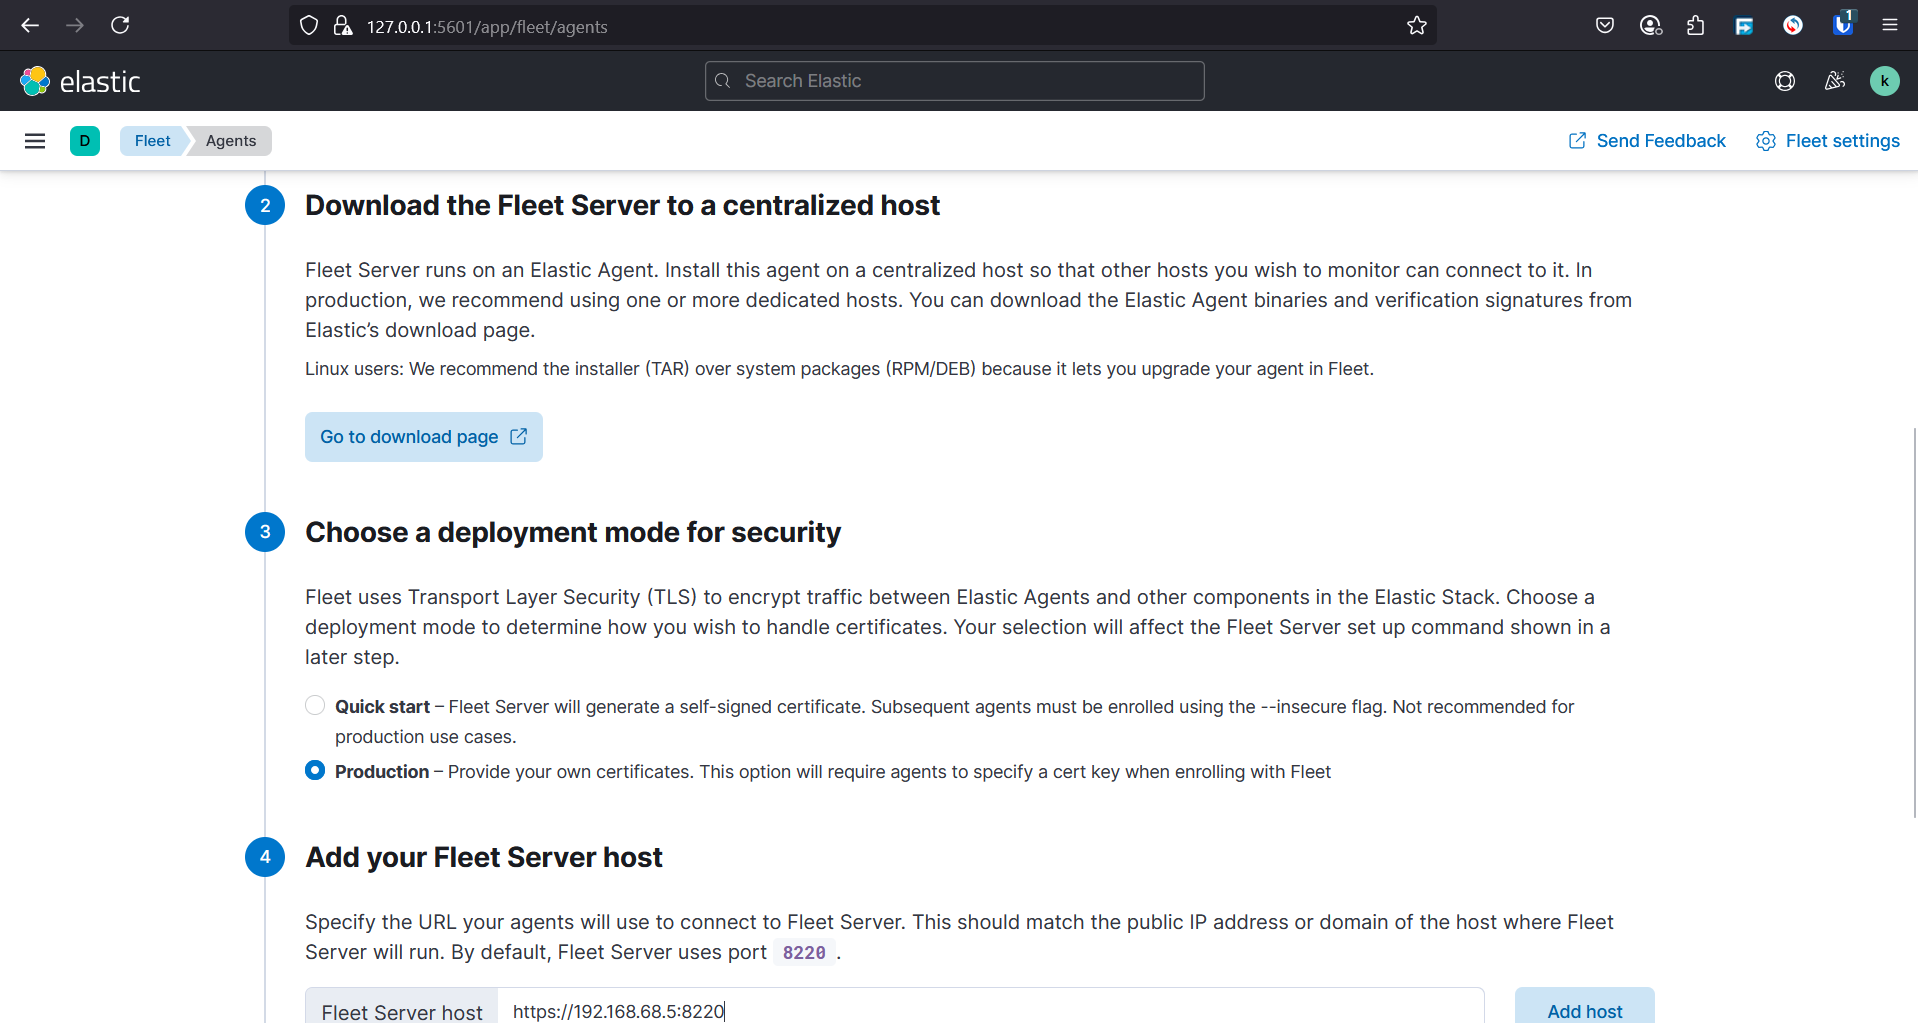 127.0.0.1:5601/app/fleet/agents
1
elastic
Search Elastic
k
D
Fleet
Agents
Send Feedback
Fleet settings
2
Download the Fleet Server to a centralized host
Fleet Server runs on an Elastic Agent. Install this agent on a centralized host so that other hosts you wish to monitor can connect to it. In
production, we recommend using one or more dedicated hosts. You can download the Elastic Agent binaries and verification signatures from
Elastic’s download page.
Linux users: We recommend the installer (TAR) over system packages (RPM/DEB) because it lets you upgrade your agent in Fleet.
Go to download page
3
Choose a deployment mode for security
Fleet uses Transport Layer Security (TLS) to encrypt traffic between Elastic Agents and other components in the Elastic Stack. Choose a
deployment mode to determine how you wish to handle certificates. Your selection will affect the Fleet Server set up command shown in a
later step.
Quick start – Fleet Server will generate a self-signed certificate. Subsequent agents must be enrolled using the --insecure flag. Not recommended for
production use cases.
Production – Provide your own certificates. This option will require agents to specify a cert key when enrolling with Fleet
4
Add your Fleet Server host
Specify the URL your agents will use to connect to Fleet Server. This should match the public IP address or domain of the host where Fleet
Server will run. By default, Fleet Server uses port 8220 .
Fleet Server host
https://192.168.68.5:8220
Add host